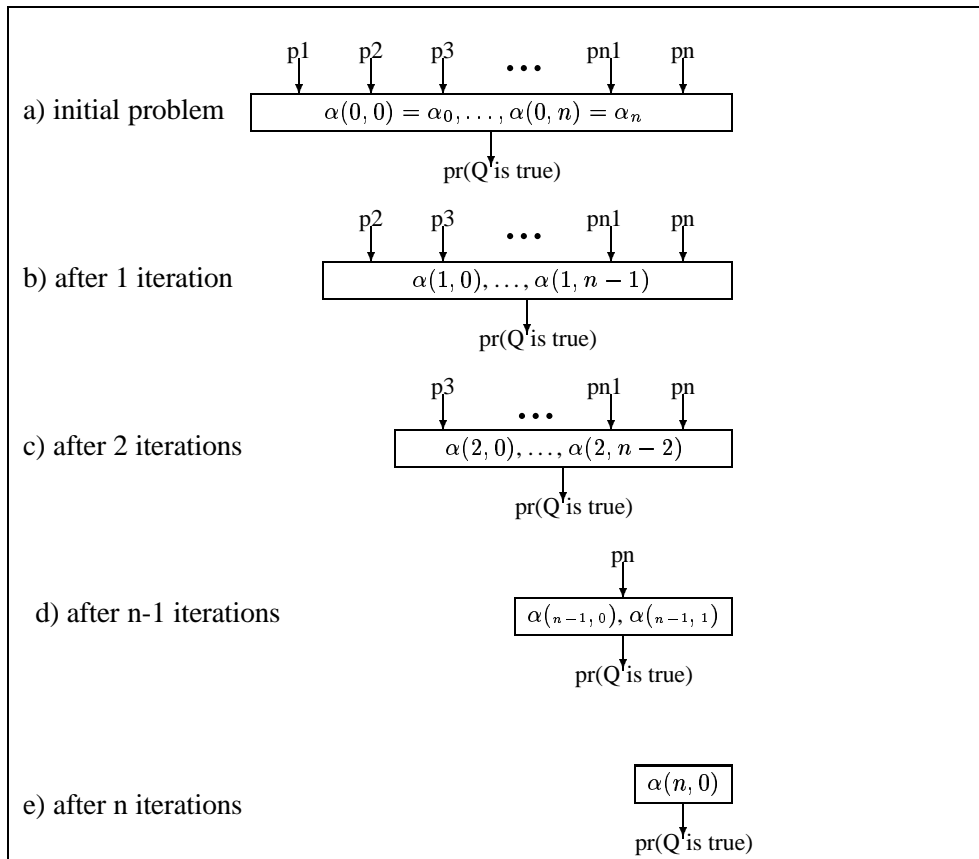 p1 p2 p3 ... pn1 pn
a) initial problem
α(0, 0) = α₀, . . . , α(0, n) = αₙ
pr(Q is true)
p2 p3 ... pn1 pn
b) after 1 iteration
α(1, 0), . . . , α(1, n − 1)
pr(Q is true)
p3 ... pn1 pn
c) after 2 iterations
α(2, 0), . . . , α(2, n − 2)
pr(Q is true)
pn
d) after n-1 iterations
α(n−1, 0), α(n−1, 1)
pr(Q is true)
α(n, 0)
e) after n iterations
pr(Q is true)